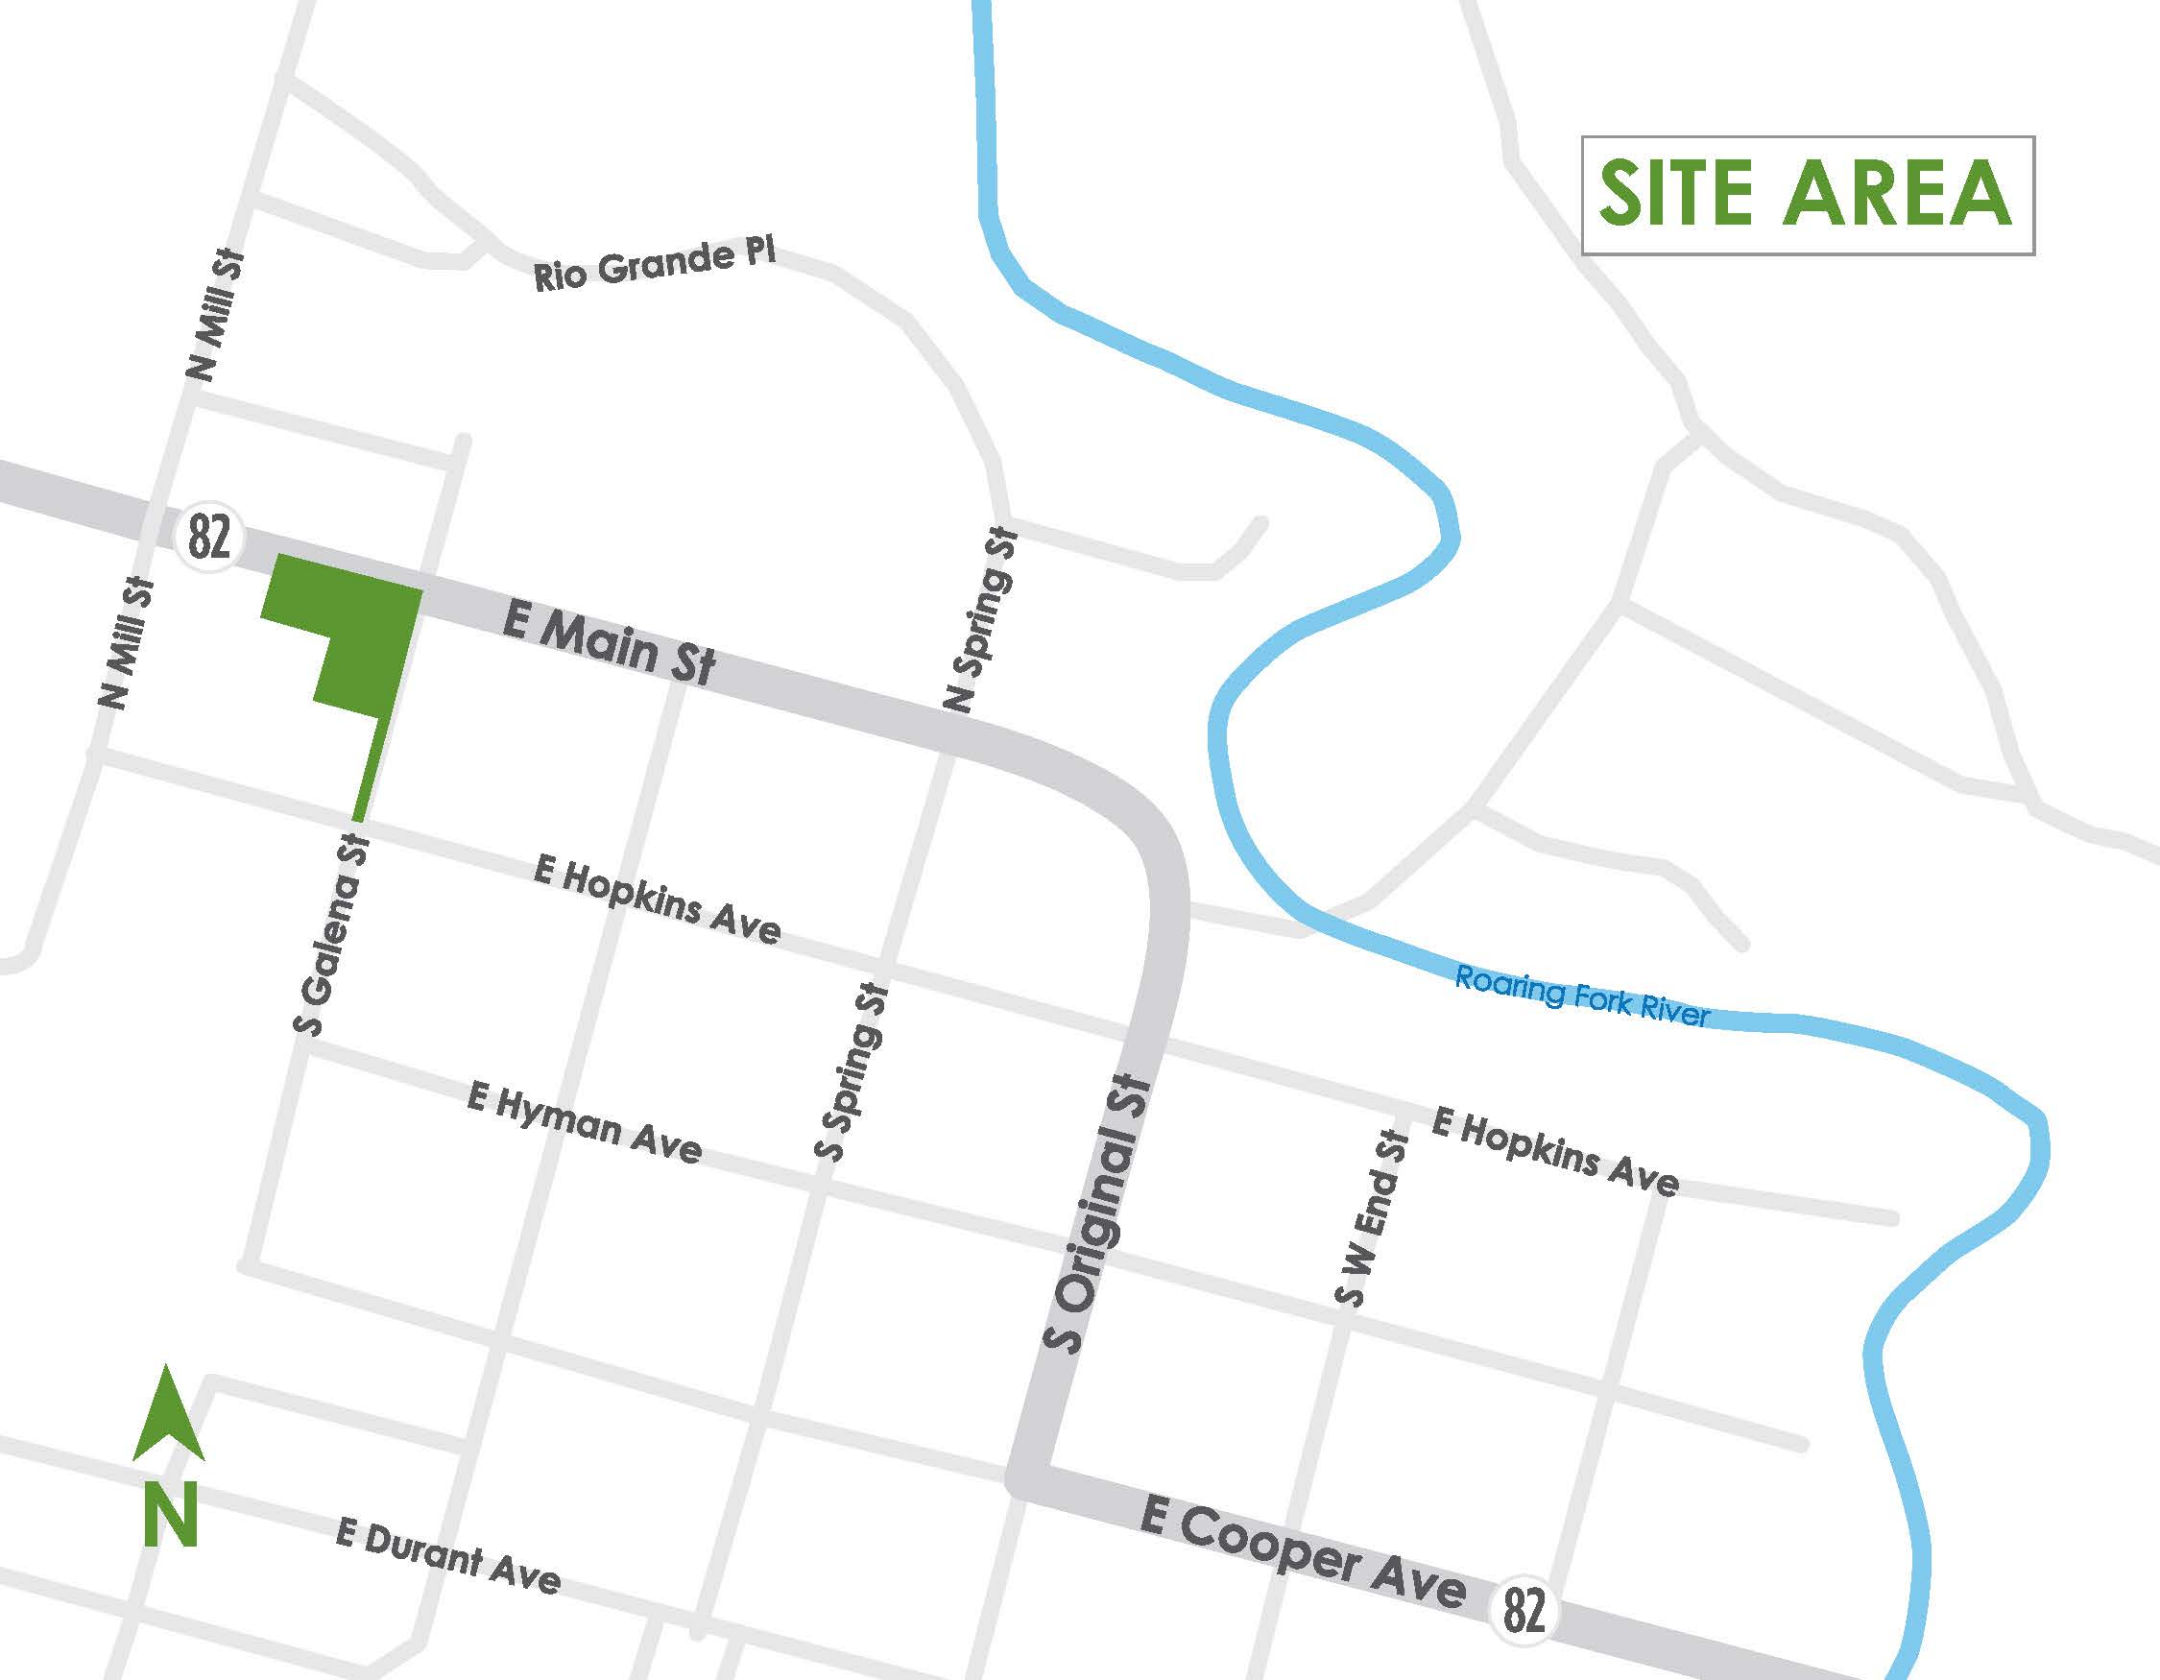 SITE AREA
Rio Grande Pl
N Mill St
82
N Spring St
N Mill St
E Main St
S Galena St
E Hopkins Ave
Roaring Fork River
S Spring St
E Hyman Ave
S Original St
E Hopkins Ave
S W End St
N
E Durant Ave
E Cooper Ave
82